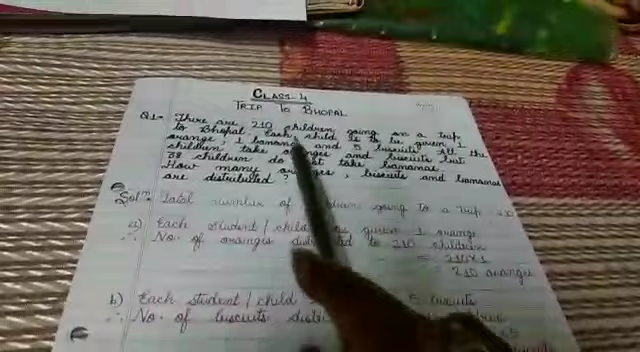 CLASS-4
TRIP TO BHOPAL
Q1- There are 210 children going on a trip
to Bhopal. Each child is to be given 1
orange, 1 banana and 5 biscuits. All the
children take oranges and biscuits but
38 children do not take bananas.
How many oranges, biscuits and bananas
are distributed?
Solⁿ- Total number of going to a trip 210
a) Each student / child is given 1 orange
∴ No. of oranges to 210 children
= 210×1
= 210 oranges
b) Each student / child 5 biscuits
∴ No. of biscuits